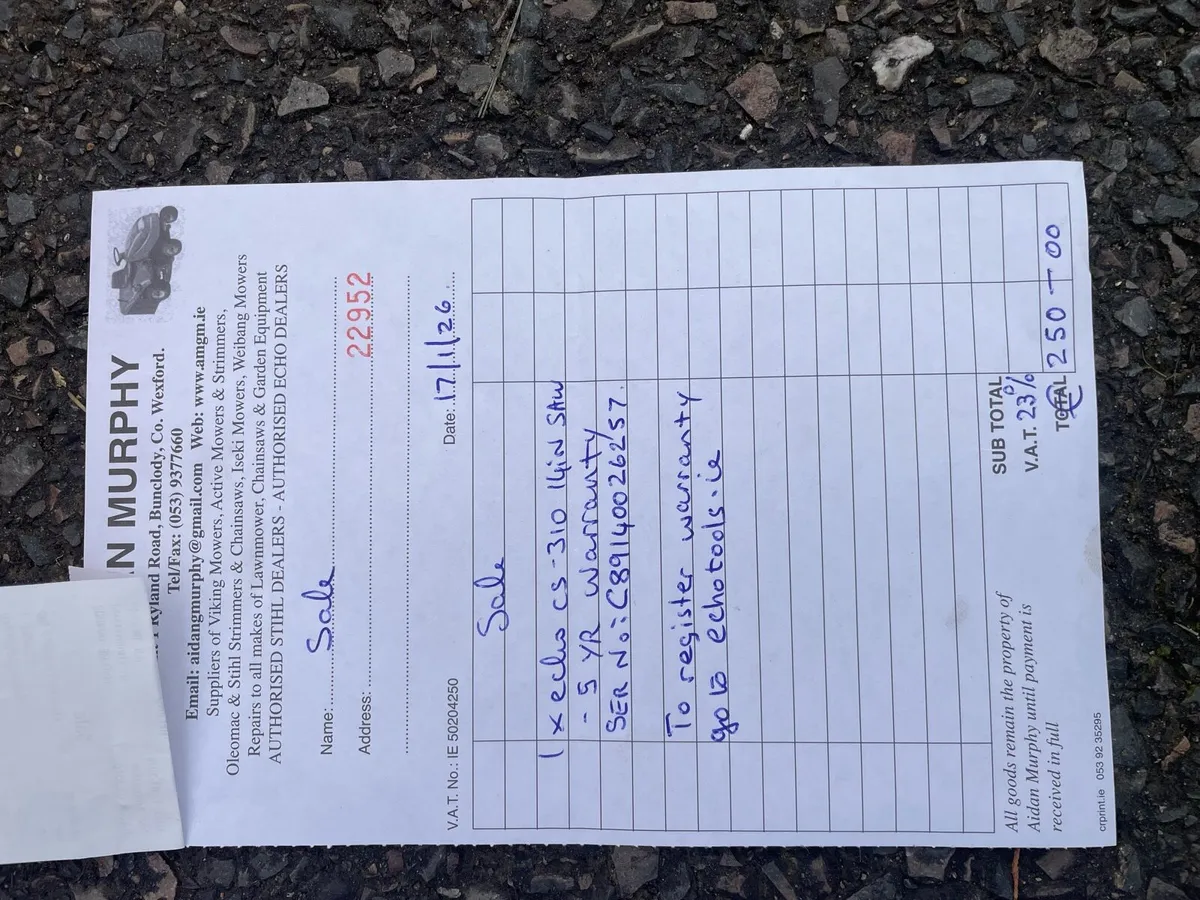 AN MURPHY
Ryland Road, Bunclody, Co. Wexford.
Tel/Fax: (053) 9377660
Email: aidangmurphy@gmail.com Web: www.amgm.ie
Suppliers of Viking Mowers, Active Mowers & Strimmers,
Oleomac & Stihl Strimmers & Chainsaws, Iseki Mowers, Weibang Mowers
Repairs to all makes of Lawnmower, Chainsaws & Garden Equipment
AUTHORISED STIHL DEALERS - AUTHORISED ECHO DEALERS
Name: Sale
22952
Address:
V.A.T. No.: IE 50204250 Date: 17/1/26
Sale
1 x echo CS-310 14IN SAW
- 5 YR Warranty
SER No: C89140026257.
To register warranty
go to echotools.ie
All goods remain the property of
Aidan Murphy until payment is
received in full
SUB TOTAL
V.A.T. 23%
TOTAL € 250-00
crprint.ie 053 92 35295